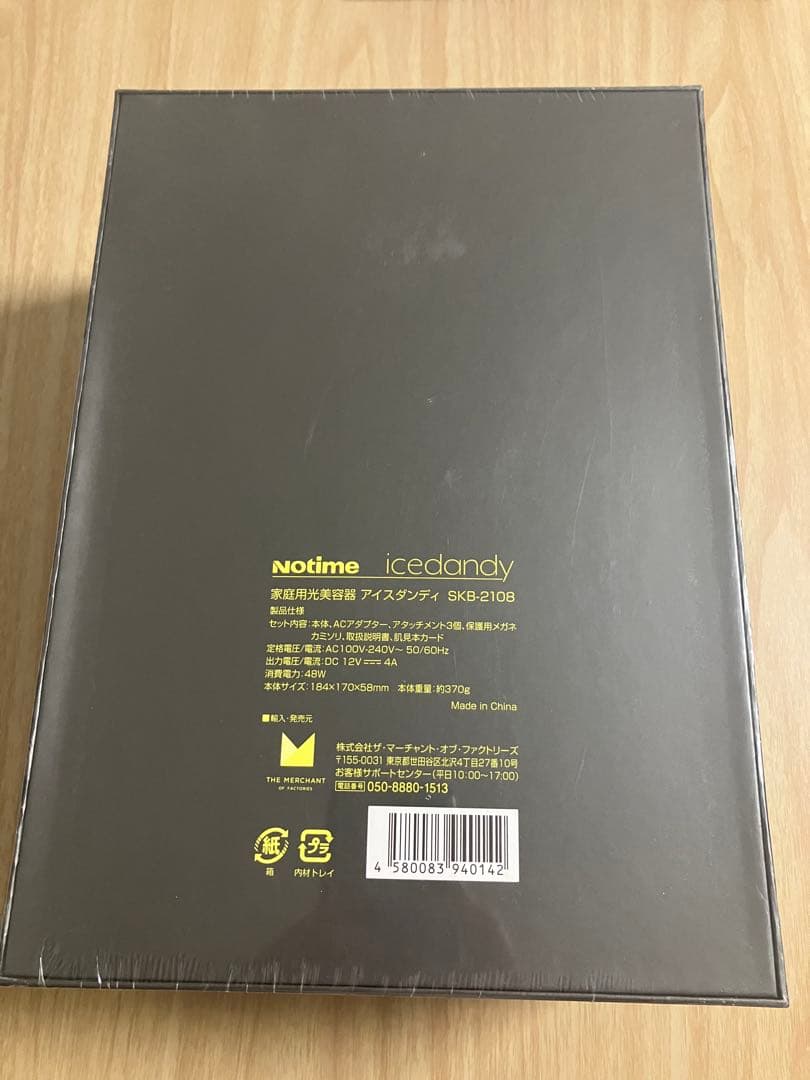 Notime icedandy
家庭用光美容器 アイスダンディ SKB-2108
製品仕様
セット内容:本体、ACアダプター、アタッチメント3個、保護用メガネ
カミソリ、取扱説明書、肌見本カード
定格電圧/電流:AC100V-240V～ 50/60Hz
出力電圧/電流:DC 12V⎓ 4A
消費電力:48W
本体サイズ:184×170×58mm 本体重量:約370g
Made in China
■輸入・発売元
株式会社ザ・マーチャント・オブ・ファクトリーズ
〒155-0031 東京都世田谷区北沢4丁目27番10号
お客様サポートセンター(平日10:00~17:00)
電話番号 050-8880-1513
THE MERCHANT
OF FACTORIES
紙
箱
プラ
内材トレイ
4 580083 940142